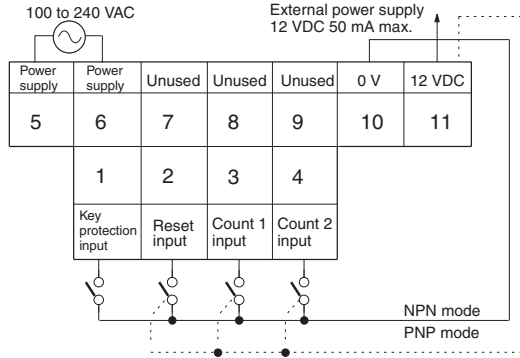 100 to 240 VAC
External power supply
12 VDC 50 mA max.
Power supply
Power supply
Unused
Unused
Unused
0 V
12 VDC
5
6
7
8
9
10
11
1
2
3
4
Key
protection
input
Reset
input
Count 1
input
Count 2
input
NPN mode
PNP mode